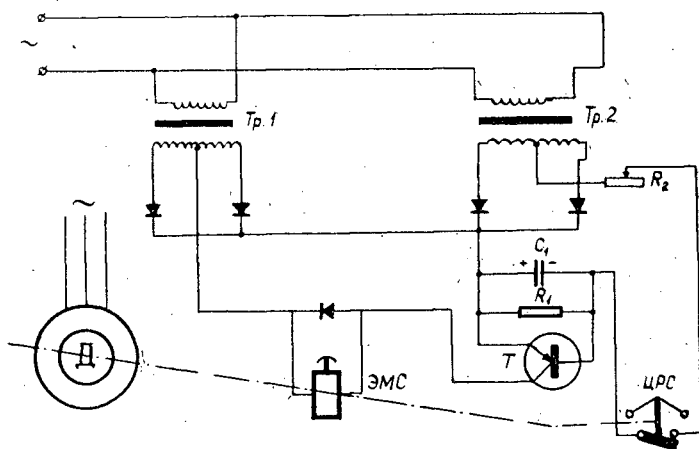 ~
Тр.1
Тр.2
R₂
~
C₁
+ -
R₁
Д
T
ЭМС
ЦРС